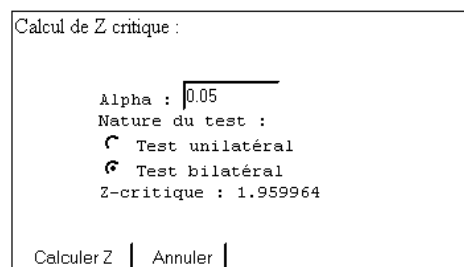 Calcul de Z critique :
Alpha : 0.05
Nature du test :
Test unilatéral
Test bilatéral
Z-critique : 1.959964
Calculer Z Annuler